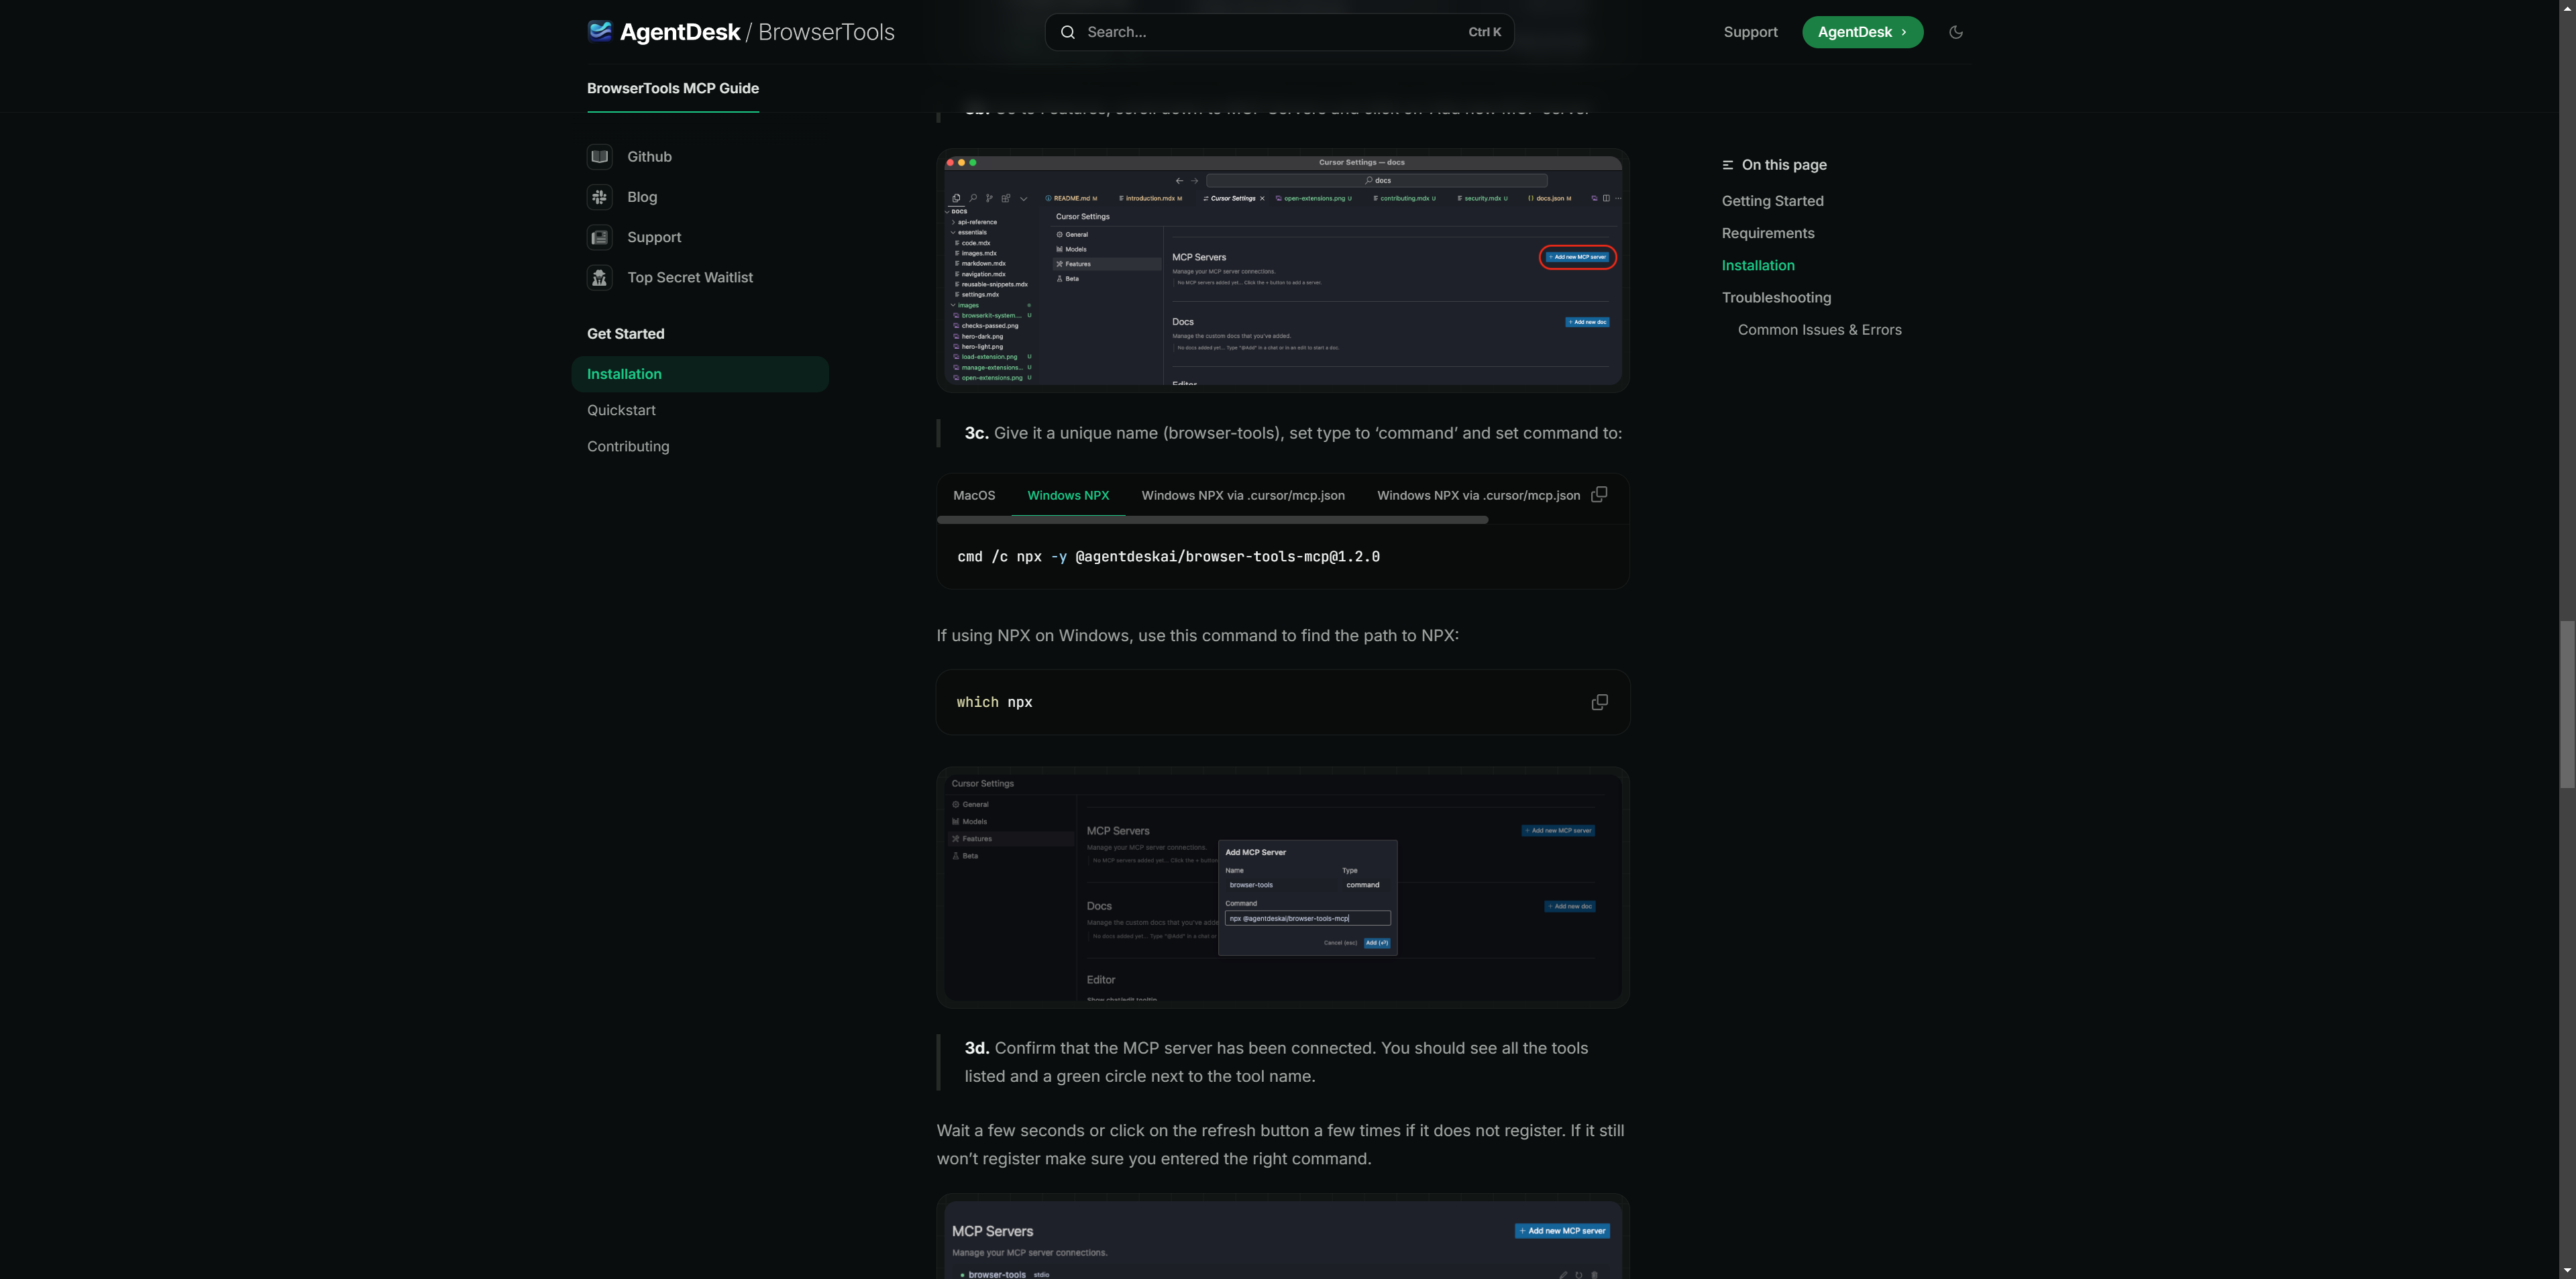 AgentDesk / BrowserTools
Search...
Ctrl K
Support
AgentDesk
BrowserTools MCP Guide
Github
Blog
Support
Top Secret Waitlist
Get Started
Installation
Quickstart
Contributing
Cursor Settings — docs
docs
README.md M
introduction.mdx M
Cursor Settings
open-extensions.png U
contributing.mdx U
security.mdx U
docs.json M
DOCS
api-reference
essentials
code.mdx
images.mdx
markdown.mdx
navigation.mdx
reusable-snippets.mdx
settings.mdx
images
browserkit-system... U
checks-passed.png
hero-dark.png
hero-light.png
load-extension.png U
manage-extensions... U
open-extensions.png U
Cursor Settings
General
Models
Features
Beta
MCP Servers
+ Add new MCP server
Manage your MCP server connections.
No MCP servers added yet... Click the + button to add a server.
Docs
+ Add new doc
Manage the custom docs that you've added.
No docs added yet... Type "@Add" in a chat or in an edit to start a doc.
Editor
3c. Give it a unique name (browser-tools), set type to ‘command’ and set command to:
MacOS
Windows NPX
Windows NPX via .cursor/mcp.json
Windows NPX via .cursor/mcp.json
cmd /c npx -y @agentdeskai/browser-tools-mcp@1.2.0
If using NPX on Windows, use this command to find the path to NPX:
which npx
Cursor Settings
General
Models
Features
Beta
MCP Servers
+ Add new MCP server
Manage your MCP server connections.
No MCP servers added yet... Click the + button
Docs
+ Add new doc
Manage the custom docs that you've adde
No docs added yet... Type "@Add" in a chat or
Editor
Show chat/edit tooltip
Add MCP Server
Name
Type
browser-tools
command
Command
npx @agentdeskai/browser-tools-mcp
Cancel (esc)
Add (⏎)
3d. Confirm that the MCP server has been connected. You should see all the tools
listed and a green circle next to the tool name.
Wait a few seconds or click on the refresh button a few times if it does not register. If it still
won’t register make sure you entered the right command.
MCP Servers
+ Add new MCP server
Manage your MCP server connections.
browser-tools stdio
On this page
Getting Started
Requirements
Installation
Troubleshooting
Common Issues & Errors